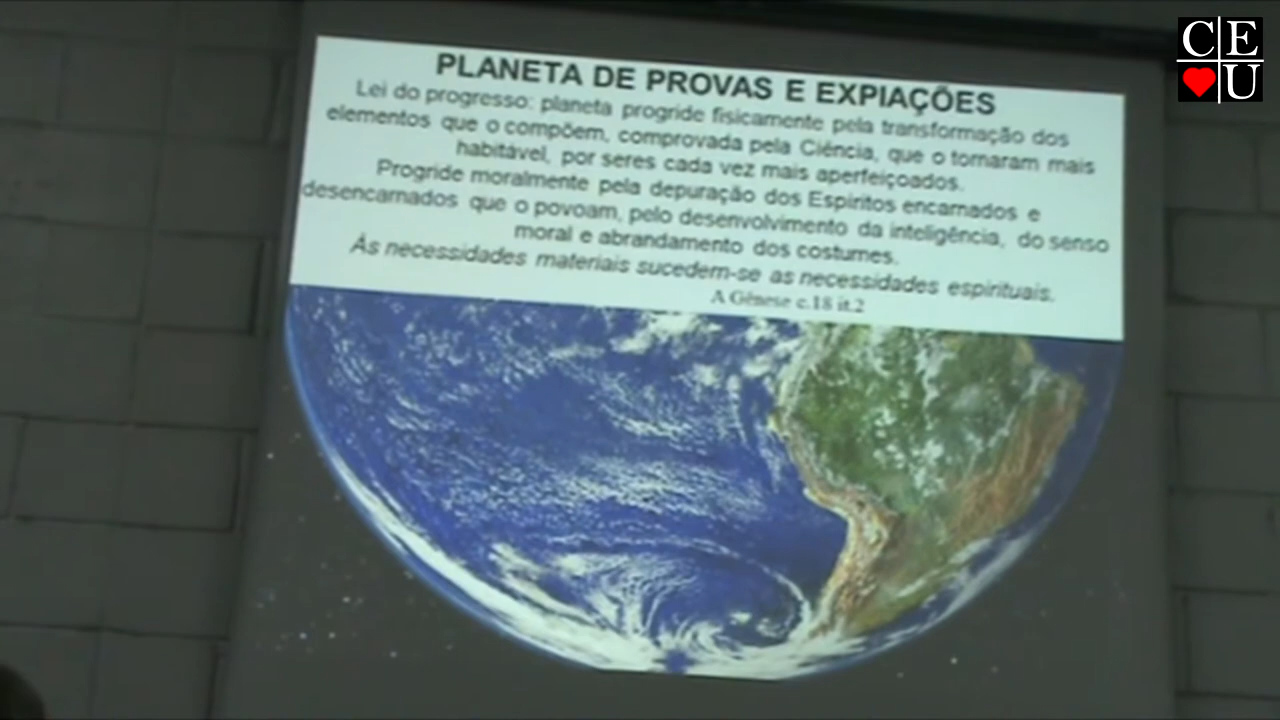 CE
U
PLANETA DE PROVAS E EXPIAÇÕES
Lei do progresso: planeta progride fisicamente pela transformação dos
elementos que o compõem, comprovada pela Ciência, que o tornaram mais
habitável, por seres cada vez mais aperfeiçoados.
Progride moralmente pela depuração dos Espíritos encarnados e
desencarnados que o povoam, pelo desenvolvimento da inteligência, do senso
moral e abrandamento dos costumes.
Às necessidades materiais sucedem-se as necessidades espirituais.
A Gênese c.18 it.2